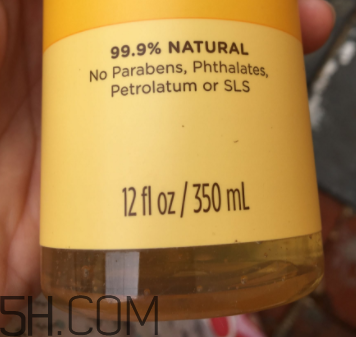 99.9% NATURAL
No Parabens, Phthalates,
Petrolatum or SLS
12 fl oz / 350 mL
5H.COM